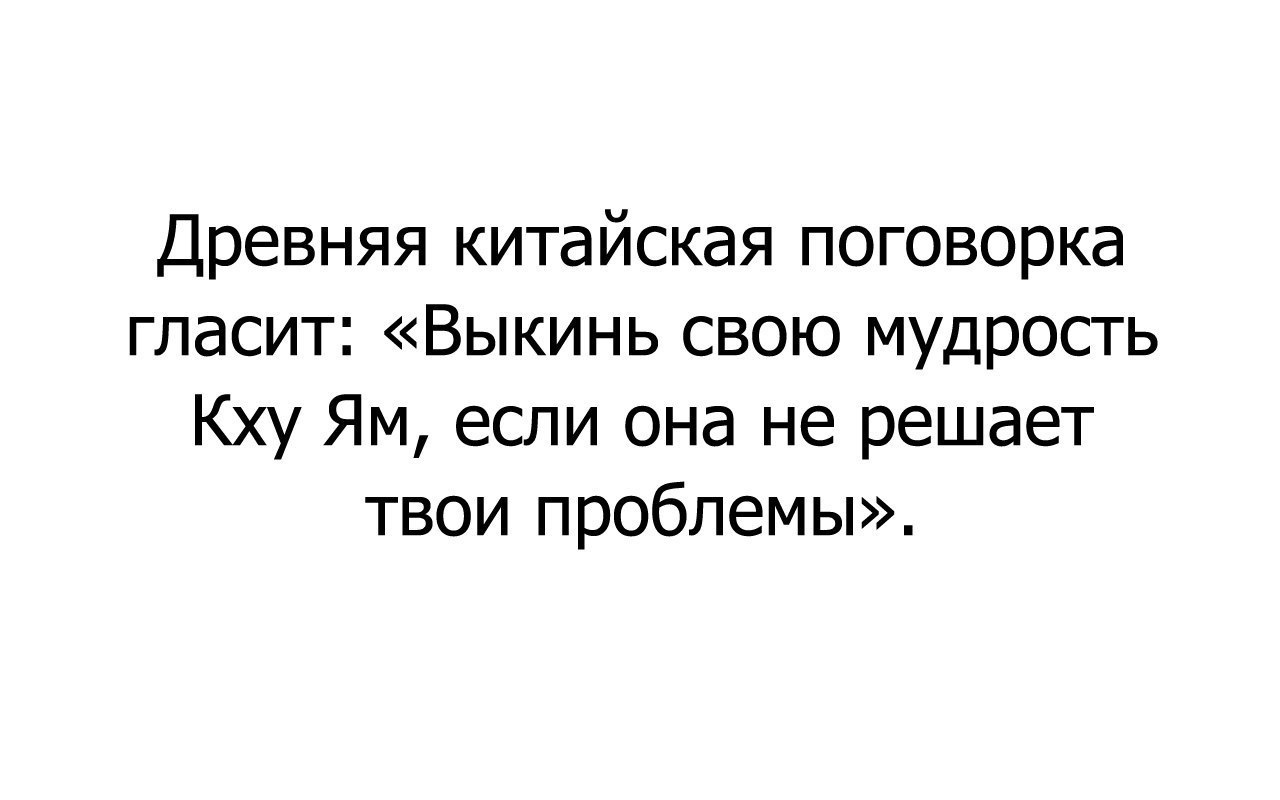 Древняя китайская поговорка
гласит: «Выкинь свою мудрость
Кху Ям, если она не решает
твои проблемы».